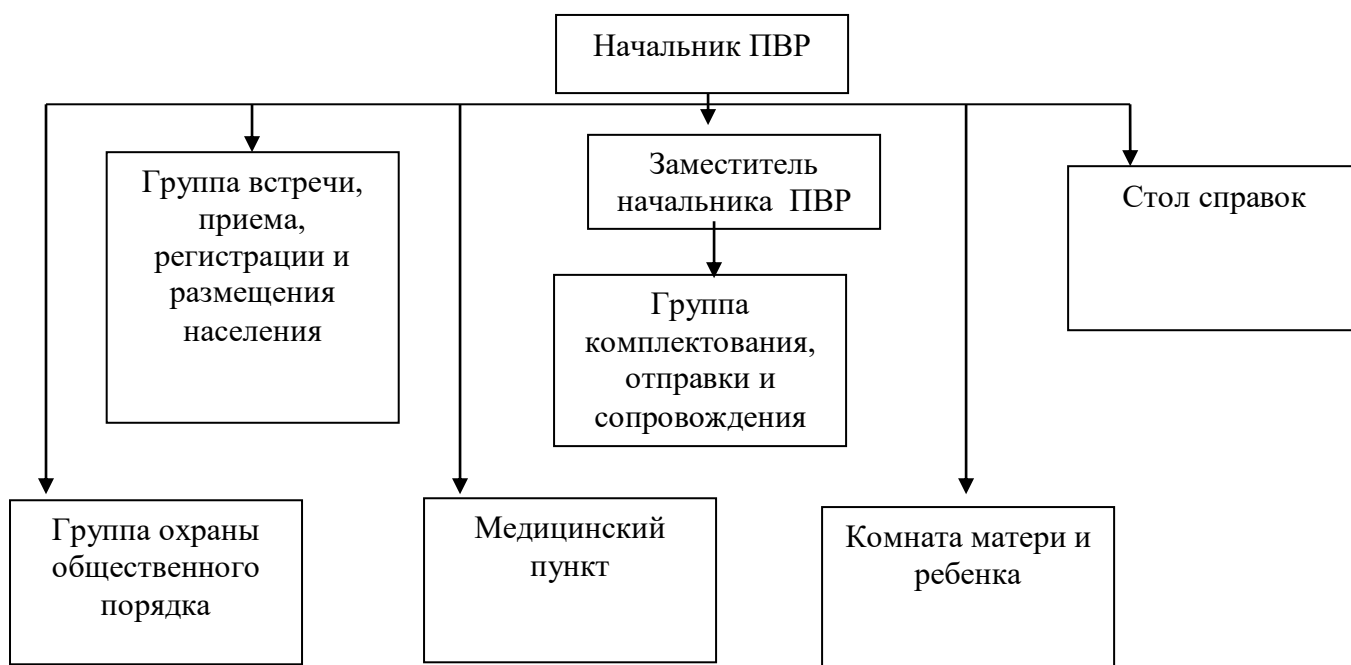 Начальник ПВР
Группа встречи,
приема,
регистрации и
размещения
населения
Заместитель
начальника ПВР
Стол справок
Группа
комплектования,
отправки и
сопровождения
Группа охраны
общественного
порядка
Медицинский
пункт
Комната матери и
ребенка